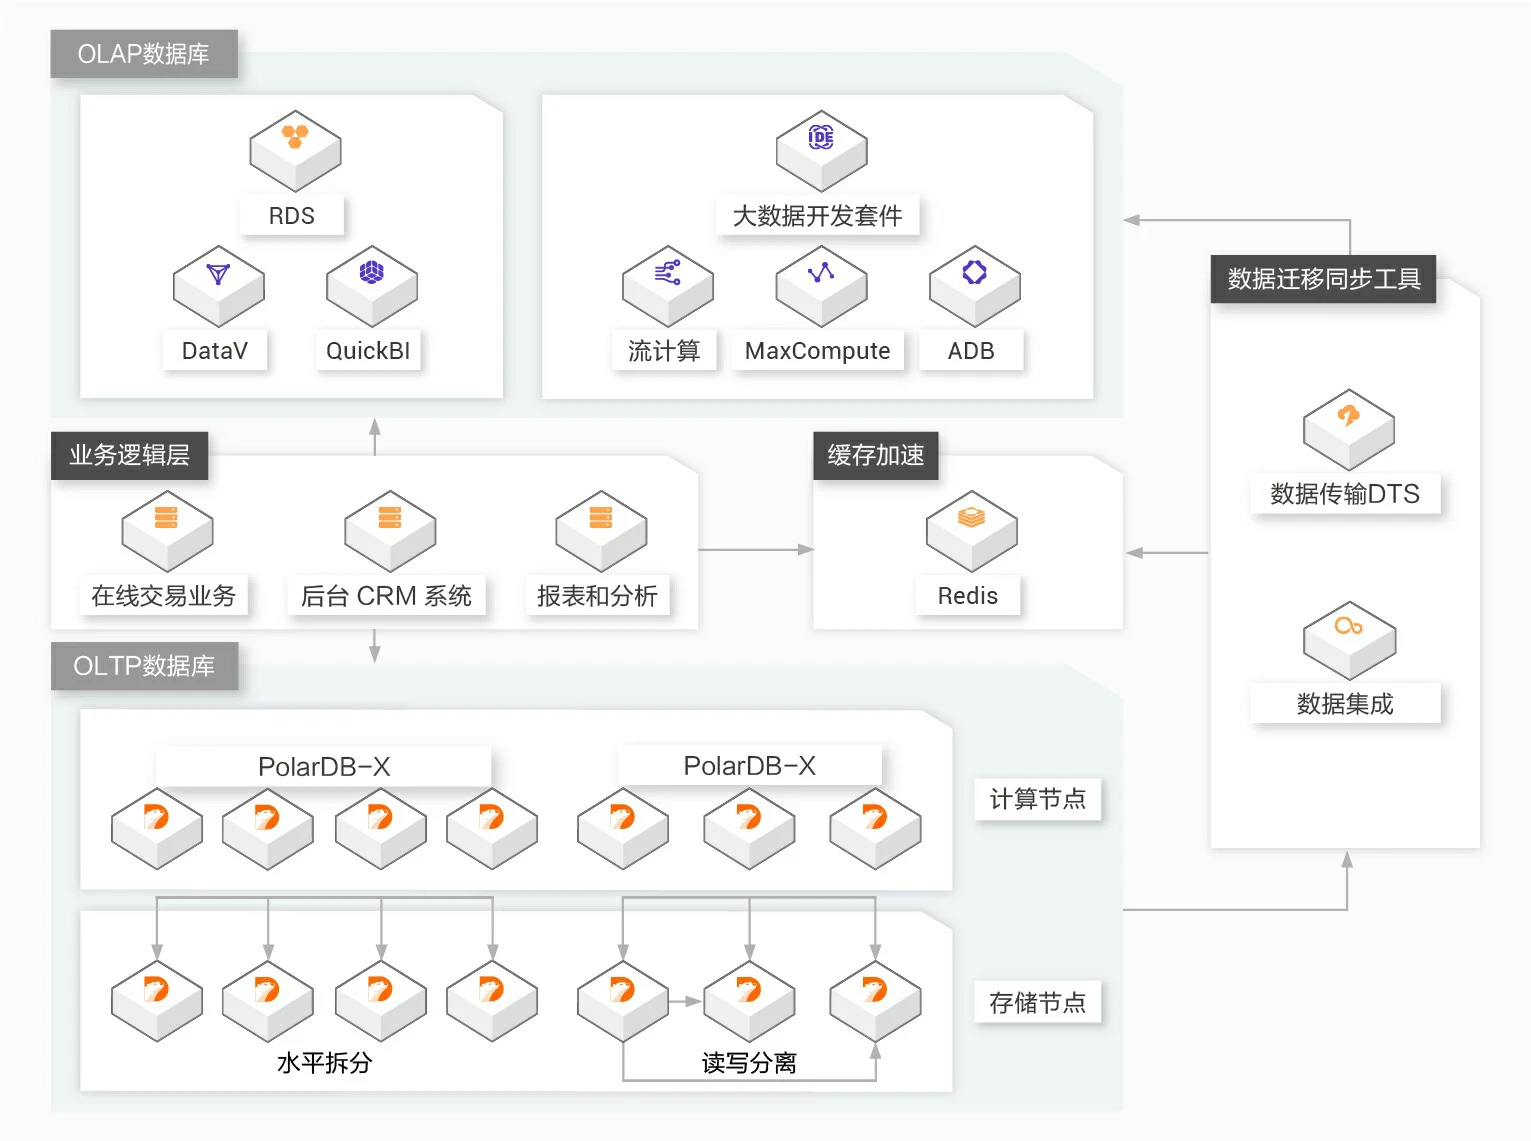 OLAP数据库
RDS
DataV
QuickBI
IDE
大数据开发套件
流计算
MaxCompute
ADB
数据迁移同步工具
数据传输DTS
数据集成
业务逻辑层
在线交易业务
后台 CRM 系统
报表和分析
缓存加速
Redis
OLTP数据库
PolarDB-X
PolarDB-X
计算节点
水平拆分
读写分离
存储节点